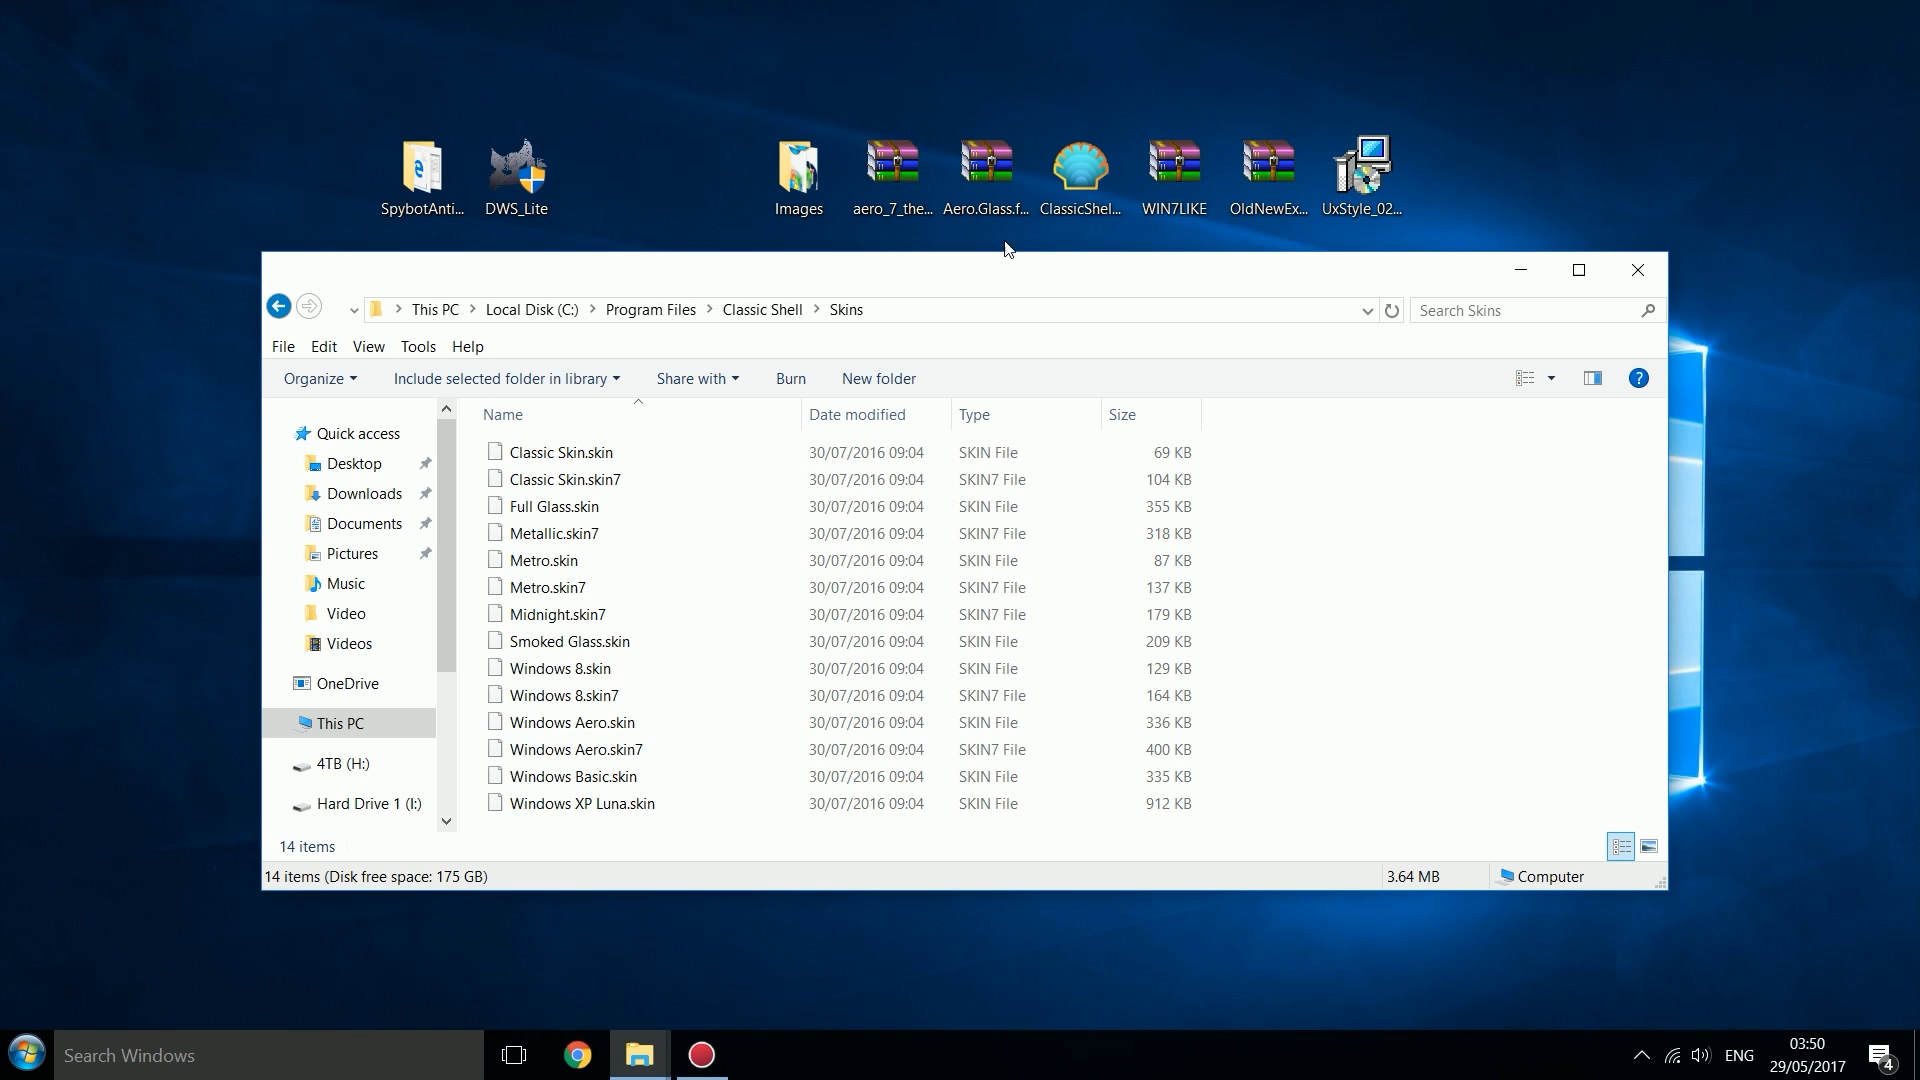 SpybotAnti... DWS_Lite Images aero_7_the... Aero.Glass.f... ClassicShel... WIN7LIKE OldNewEx... UxStyle_02...
This PC Local Disk (C:) Program Files Classic Shell Skins Search Skins
File Edit View Tools Help
Organize Include selected folder in library Share with Burn New folder ?
Name Date modified Type Size
Quick access
Desktop
Downloads
Documents
Pictures
Music
Video
Videos
OneDrive
This PC
4TB (H:)
Hard Drive 1 (I:)
Classic Skin.skin 30/07/2016 09:04 SKIN File 69 KB
Classic Skin.skin7 30/07/2016 09:04 SKIN7 File 104 KB
Full Glass.skin 30/07/2016 09:04 SKIN File 355 KB
Metallic.skin7 30/07/2016 09:04 SKIN7 File 318 KB
Metro.skin 30/07/2016 09:04 SKIN File 87 KB
Metro.skin7 30/07/2016 09:04 SKIN7 File 137 KB
Midnight.skin7 30/07/2016 09:04 SKIN7 File 179 KB
Smoked Glass.skin 30/07/2016 09:04 SKIN File 209 KB
Windows 8.skin 30/07/2016 09:04 SKIN File 129 KB
Windows 8.skin7 30/07/2016 09:04 SKIN7 File 164 KB
Windows Aero.skin 30/07/2016 09:04 SKIN File 336 KB
Windows Aero.skin7 30/07/2016 09:04 SKIN7 File 400 KB
Windows Basic.skin 30/07/2016 09:04 SKIN File 335 KB
Windows XP Luna.skin 30/07/2016 09:04 SKIN File 912 KB
14 items
14 items (Disk free space: 175 GB) 3.64 MB Computer
Search Windows ENG 03:50
29/05/2017 4